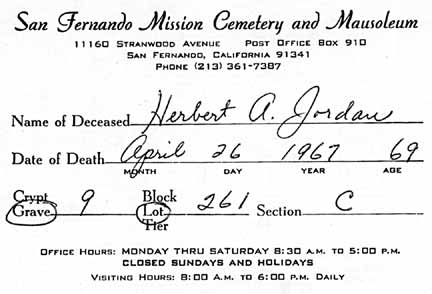 San Fernando Mission Cemetery and Mausoleum
11160 Stranwood Avenue Post Office Box 910
San Fernando, California 91341
Phone (213) 361-7387
Name of Deceased Herbert A. Jordan
Date of Death April 26 1967 69
MONTH DAY YEAR AGE
Crypt Block
Grave 9 Lot 261 Section C
Tier
Office Hours: MONDAY THRU SATURDAY 8:30 A.M. TO 5:00 P.M.
CLOSED SUNDAYS AND HOLIDAYS
Visiting Hours: 8:00 A.M. to 6:00 P.M. Daily